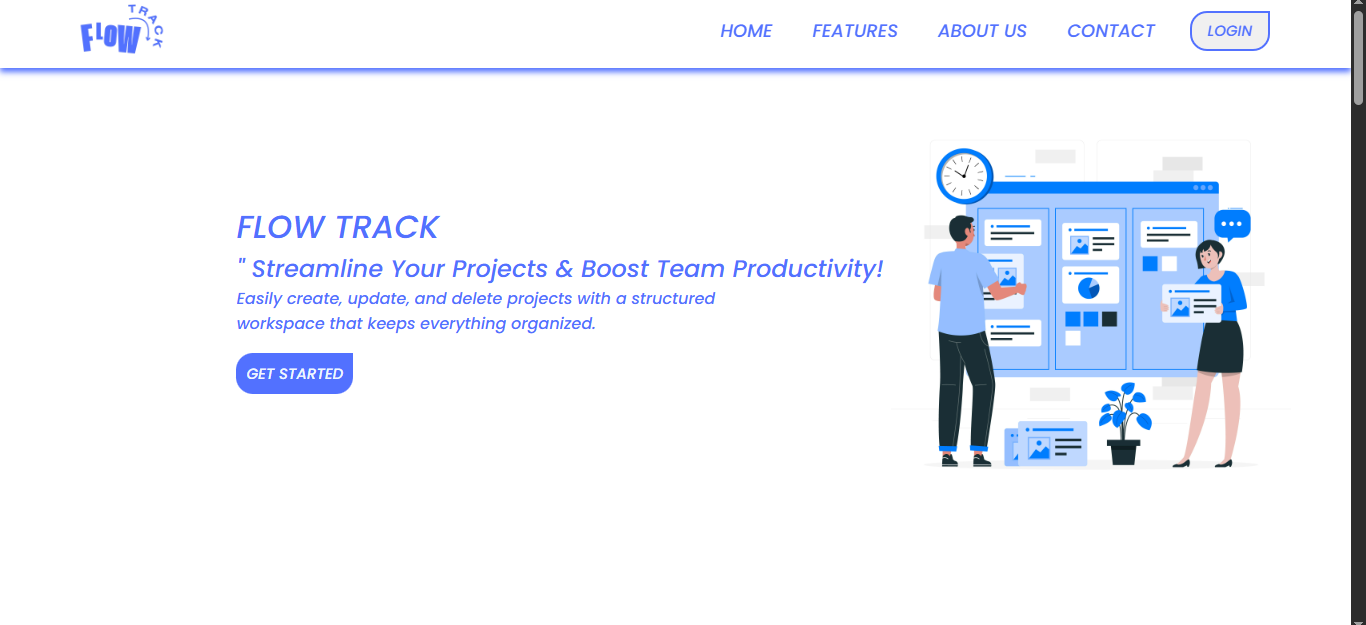 FLOW TRACK
HOME FEATURES ABOUT US CONTACT LOGIN
FLOW TRACK
" Streamline Your Projects & Boost Team Productivity!
Easily create, update, and delete projects with a structured
workspace that keeps everything organized.
GET STARTED